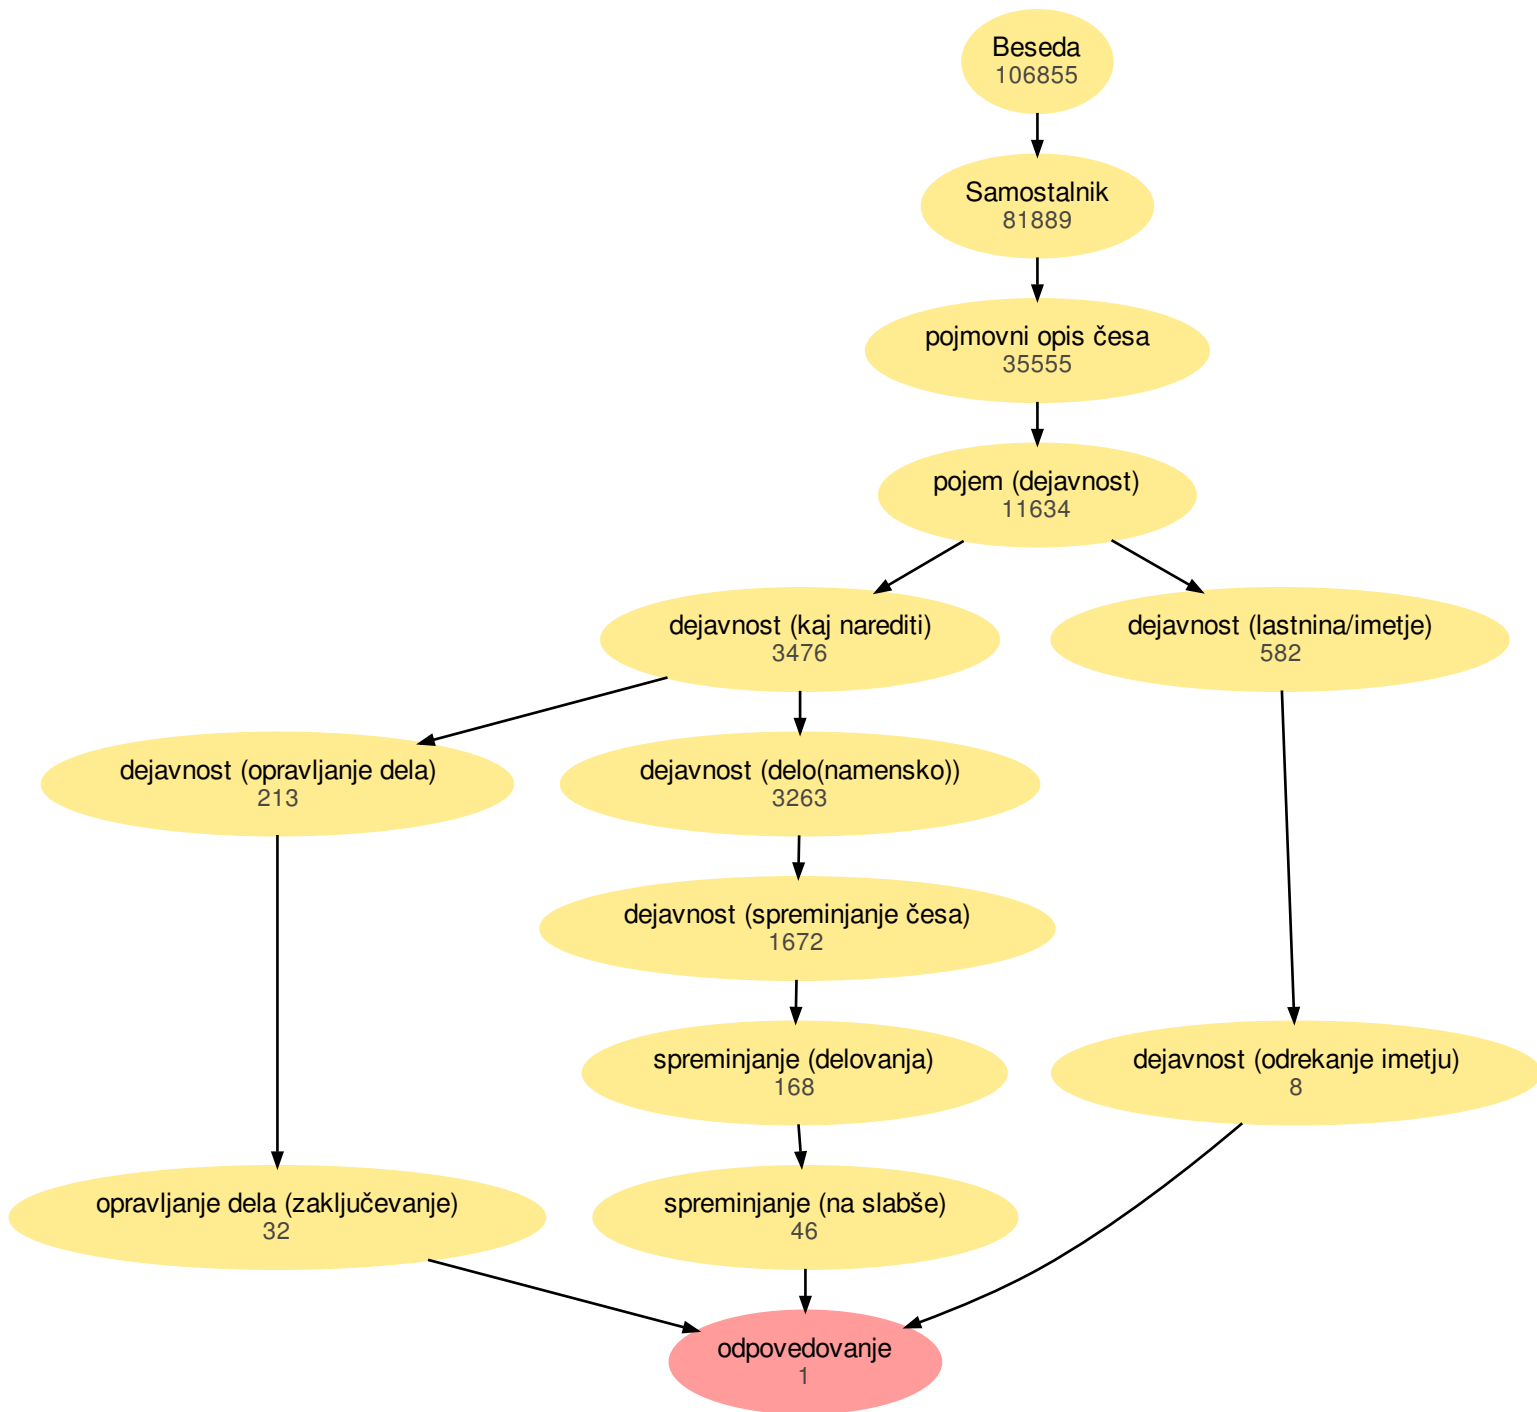 Beseda
106855
Samostalnik
81889
pojmovni opis česa
35555
pojem (dejavnost)
11634
dejavnost (kaj narediti)
3476
dejavnost (lastnina/imetje)
582
dejavnost (opravljanje dela)
213
dejavnost (delo(namensko))
3263
dejavnost (spreminjanje česa)
1672
spreminjanje (delovanja)
168
dejavnost (odrekanje imetju)
8
opravljanje dela (zaključevanje)
32
spreminjanje (na slabše)
46
odpovedovanje
1